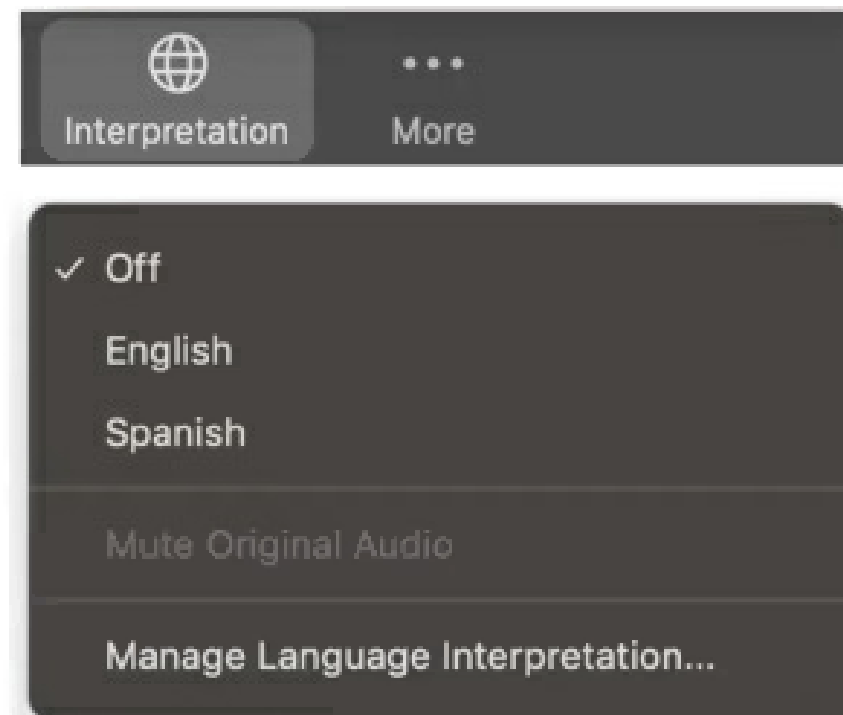 Interpretation More
Off
English
Spanish
Mute Original Audio
Manage Language Interpretation...